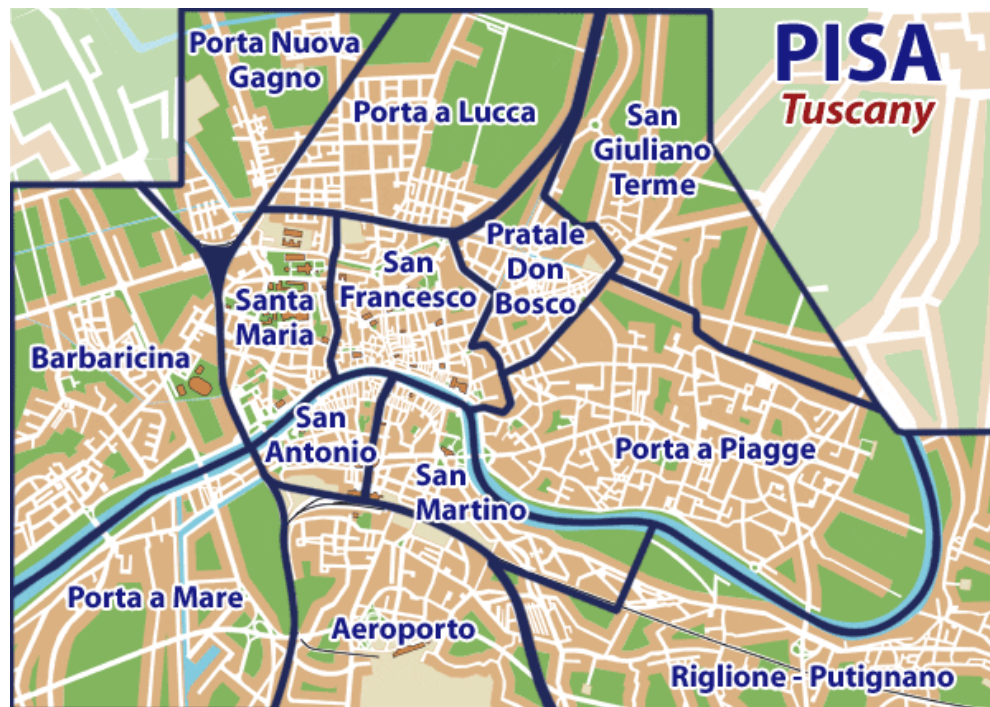 PISA
Tuscany
Porta Nuova
Gagno
Porta a Lucca
San
Giuliano
Terme
Pratale
Don
Bosco
San
Francesco
Santa
Maria
Barbaricina
San
Antonio
Porta a Piagge
San
Martino
Porta a Mare
Aeroporto
Riglione - Putignano